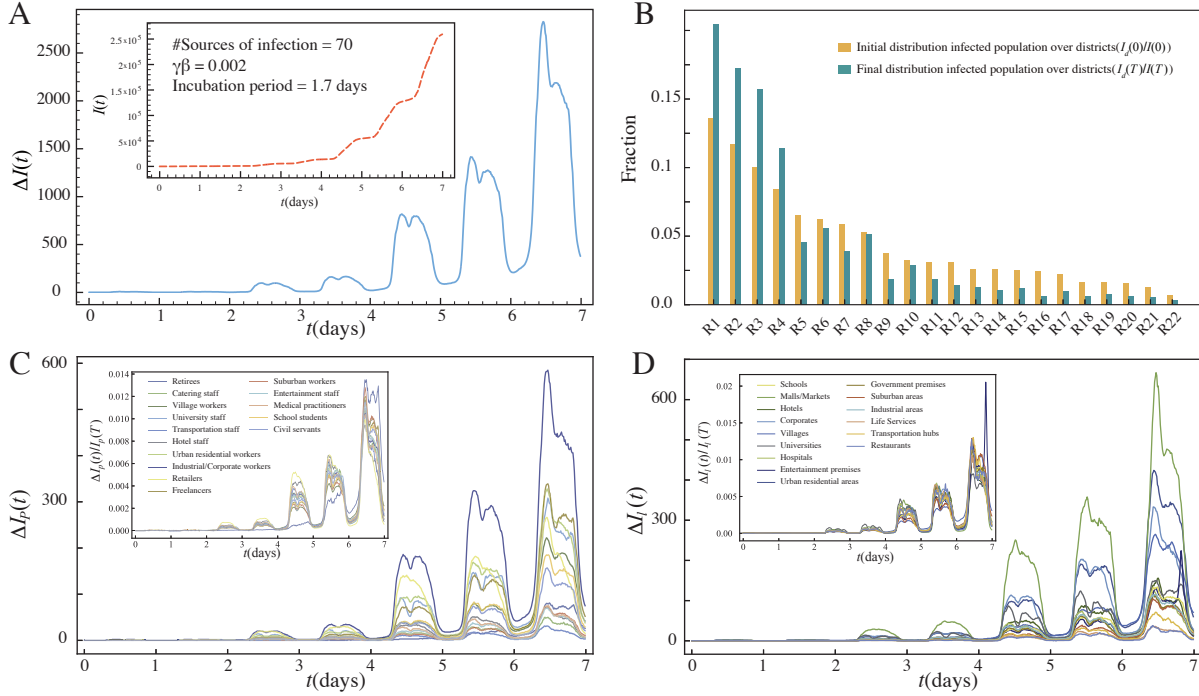 A
ΔI(t)
2500
2000
1500
1000
500
0
0 1 2 3 4 5 6 7
t(days)
#Sources of infection = 70
γβ = 0.002
Incubation period = 1.7 days
I(t)
2.5×10⁵
2×10⁵
1.5×10⁵
1×10⁵
5×10⁴
0
0 1 2 3 4 5 6 7
t(days)
B
Fraction
0.15
0.1
0.05
0.0
Initial distribution infected population over districts(I_d(0)/I(0))
Final distribution infected population over districts(I_d(T)/I(T))
R1 R2 R3 R4 R5 R6 R7 R8 R9 R10 R11 R12 R13 R14 R15 R16 R17 R18 R19 R20 R21 R22
C
ΔI_p(t)
600
300
0
0 1 2 3 4 5 6 7
t(days)
ΔI_p(t)/I_p(T)
0.014
0.012
0.010
0.008
0.006
0.004
0.002
0.000
0 1 2 3 4 5 6 7
t(days)
Retirees
Catering staff
Village workers
University staff
Transportation staff
Hotel staff
Urban residential workers
Industrial/Corporate workers
Retailers
Freelancers
Suburban workers
Entertainment staff
Medical practitioners
School students
Civil servants
D
ΔI_l(t)
600
300
0
0 1 2 3 4 5 6 7
t(days)
ΔI_l(t)/I_l(T)
0.02
0.015
0.01
0.005
0.000
0 1 2 3 4 5 6 7
t(days)
Schools
Malls/Markets
Hotels
Corporates
Villages
Universities
Hospitals
Entertainment premises
Urban residential areas
Government premises
Suburban areas
Industrial areas
Life Services
Transportation hubs
Restaurants